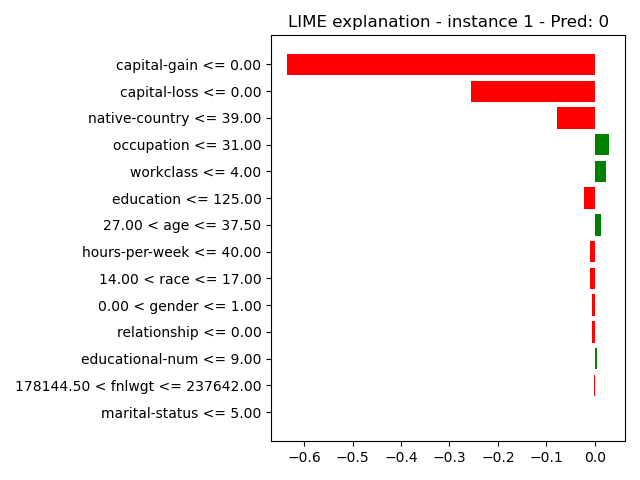 LIME explanation - instance 1 - Pred: 0
capital-gain <= 0.00
capital-loss <= 0.00
native-country <= 39.00
occupation <= 31.00
workclass <= 4.00
education <= 125.00
27.00 < age <= 37.50
hours-per-week <= 40.00
14.00 < race <= 17.00
0.00 < gender <= 1.00
relationship <= 0.00
educational-num <= 9.00
178144.50 < fnlwgt <= 237642.00
marital-status <= 5.00
−0.6 −0.5 −0.4 −0.3 −0.2 −0.1 0.0